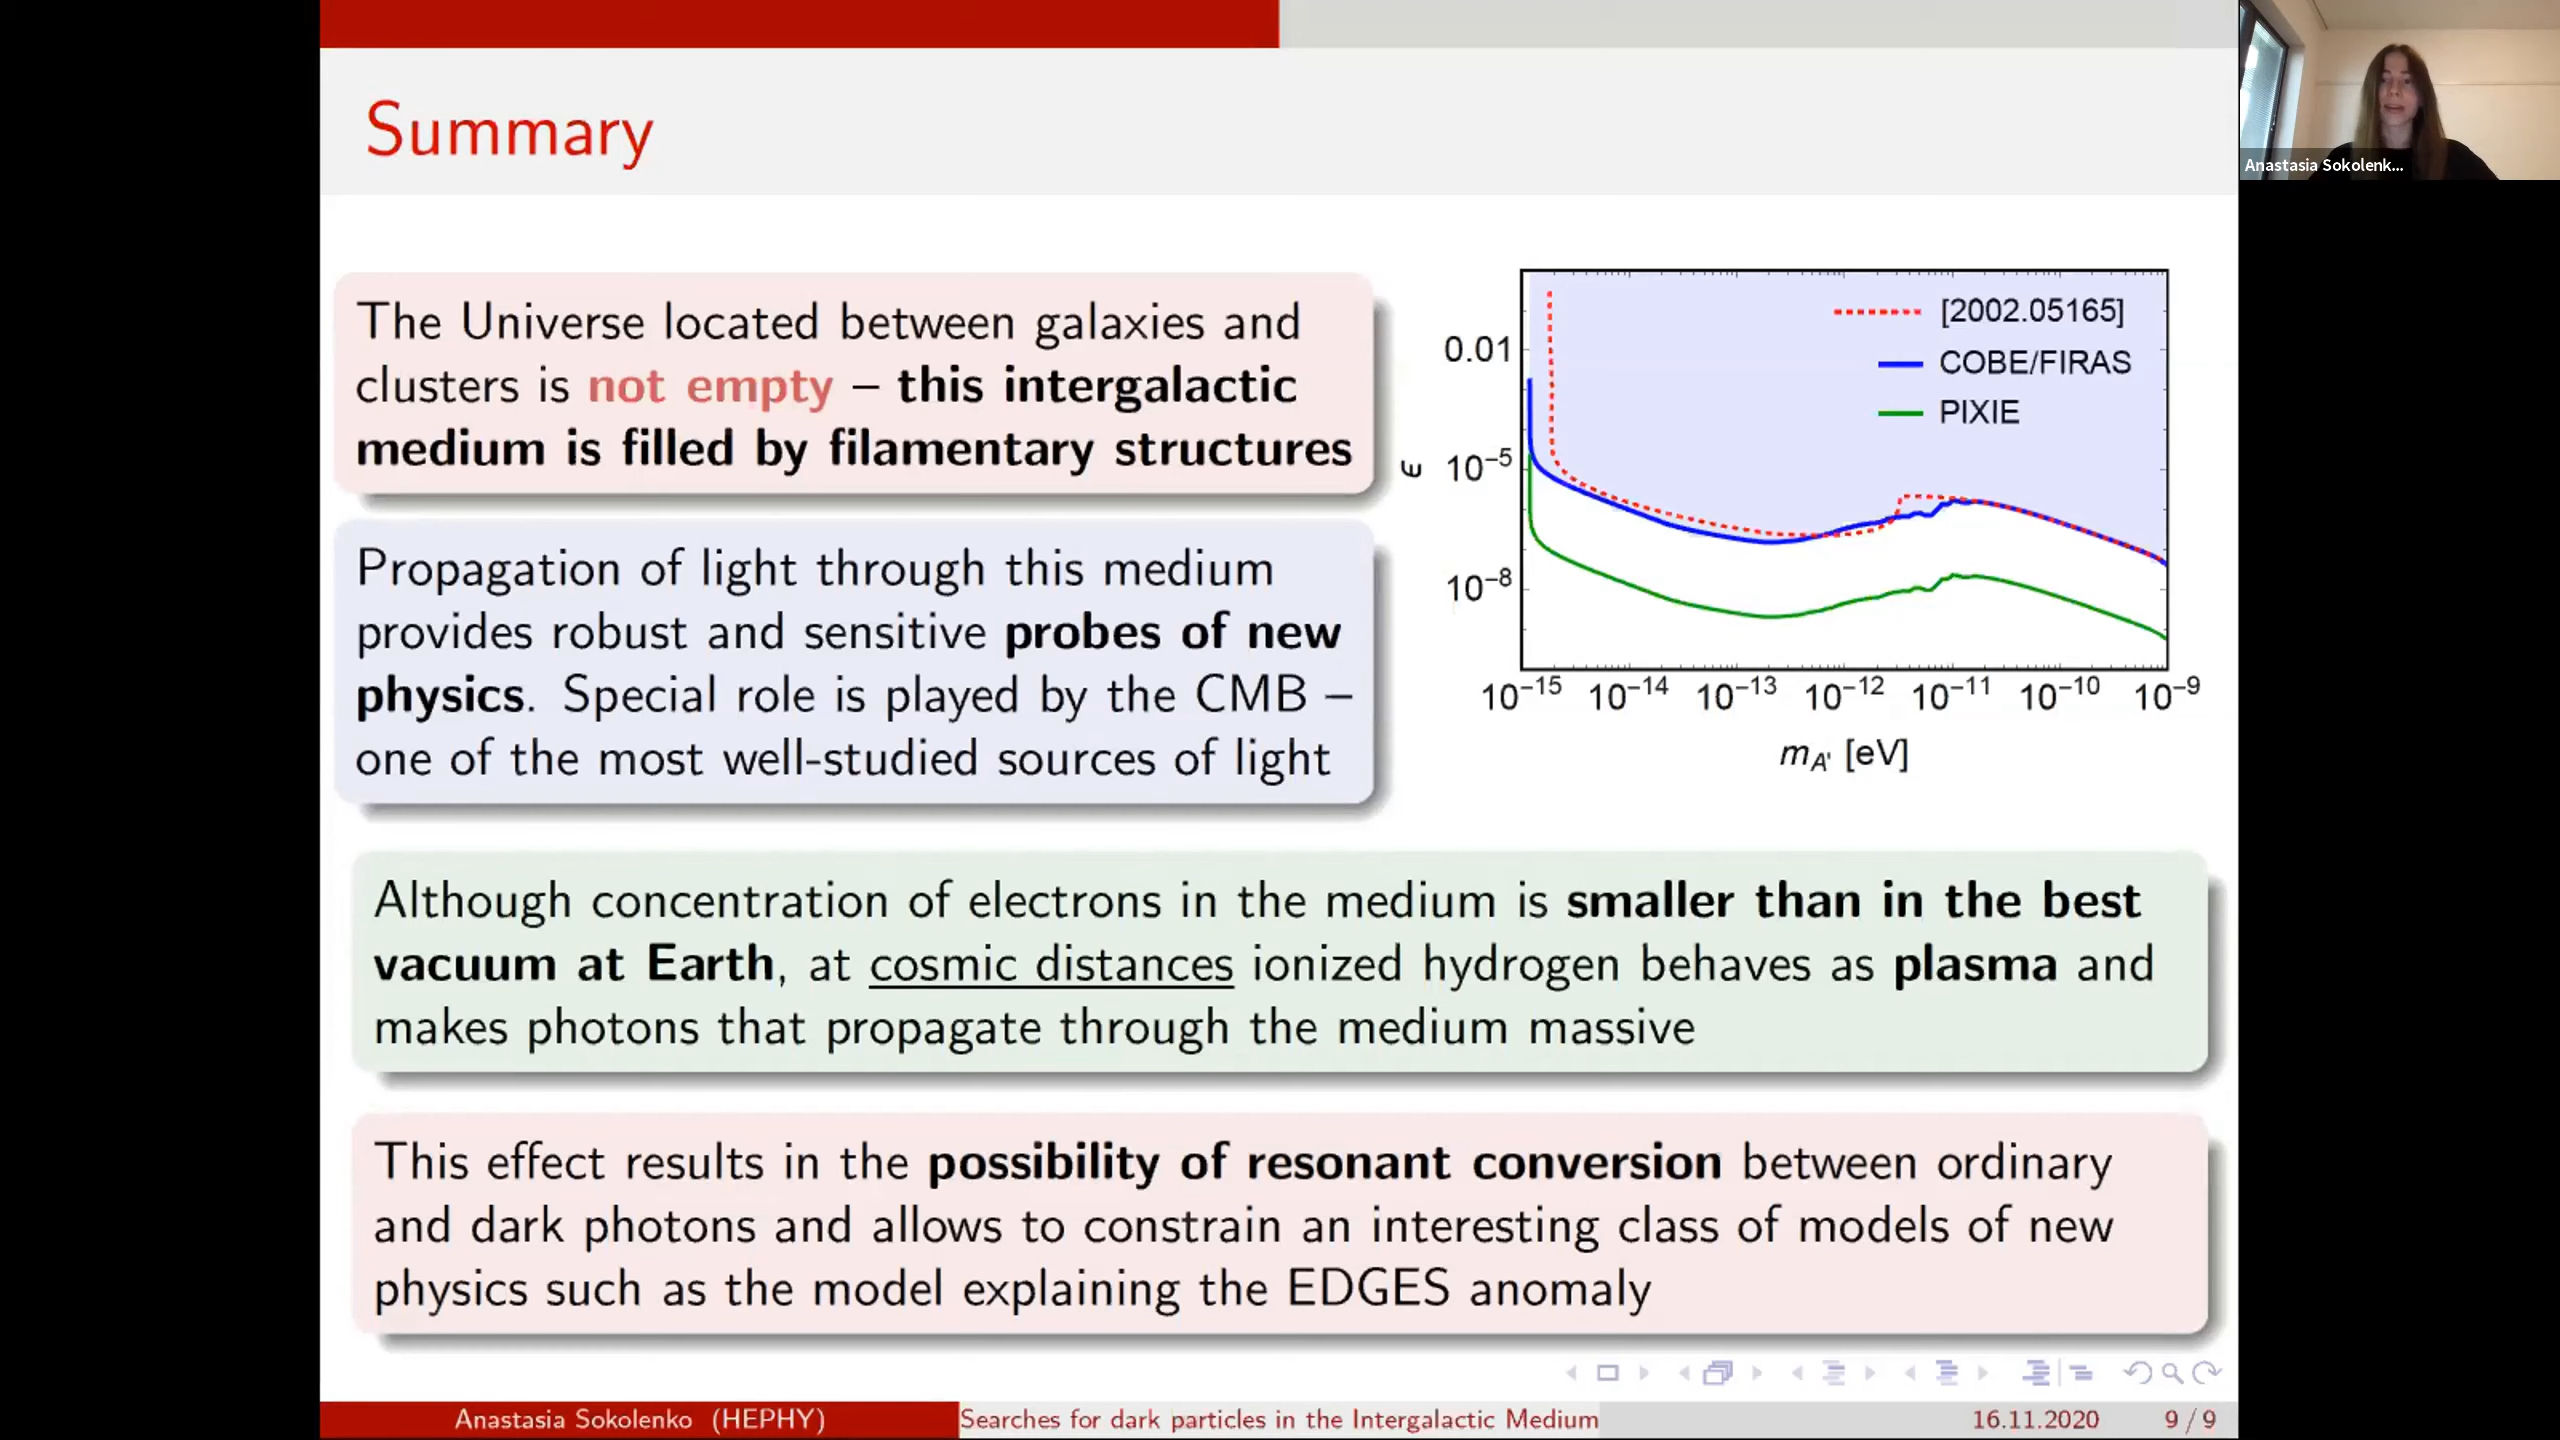 Summary
Anastasia Sokolenk...
The Universe located between galaxies and
clusters is not empty – this intergalactic
medium is filled by filamentary structures
Propagation of light through this medium
provides robust and sensitive probes of new
physics. Special role is played by the CMB –
one of the most well-studied sources of light
[2002.05165]
COBE/FIRAS
PIXIE
0.01
10⁻⁵
10⁻⁸
ϵ
10⁻¹⁵ 10⁻¹⁴ 10⁻¹³ 10⁻¹² 10⁻¹¹ 10⁻¹⁰ 10⁻⁹
m_A' [eV]
Although concentration of electrons in the medium is smaller than in the best
vacuum at Earth, at cosmic distances ionized hydrogen behaves as plasma and
makes photons that propagate through the medium massive
This effect results in the possibility of resonant conversion between ordinary
and dark photons and allows to constrain an interesting class of models of new
physics such as the model explaining the EDGES anomaly
Anastasia Sokolenko (HEPHY) Searches for dark particles in the Intergalactic Medium 16.11.2020 9 / 9